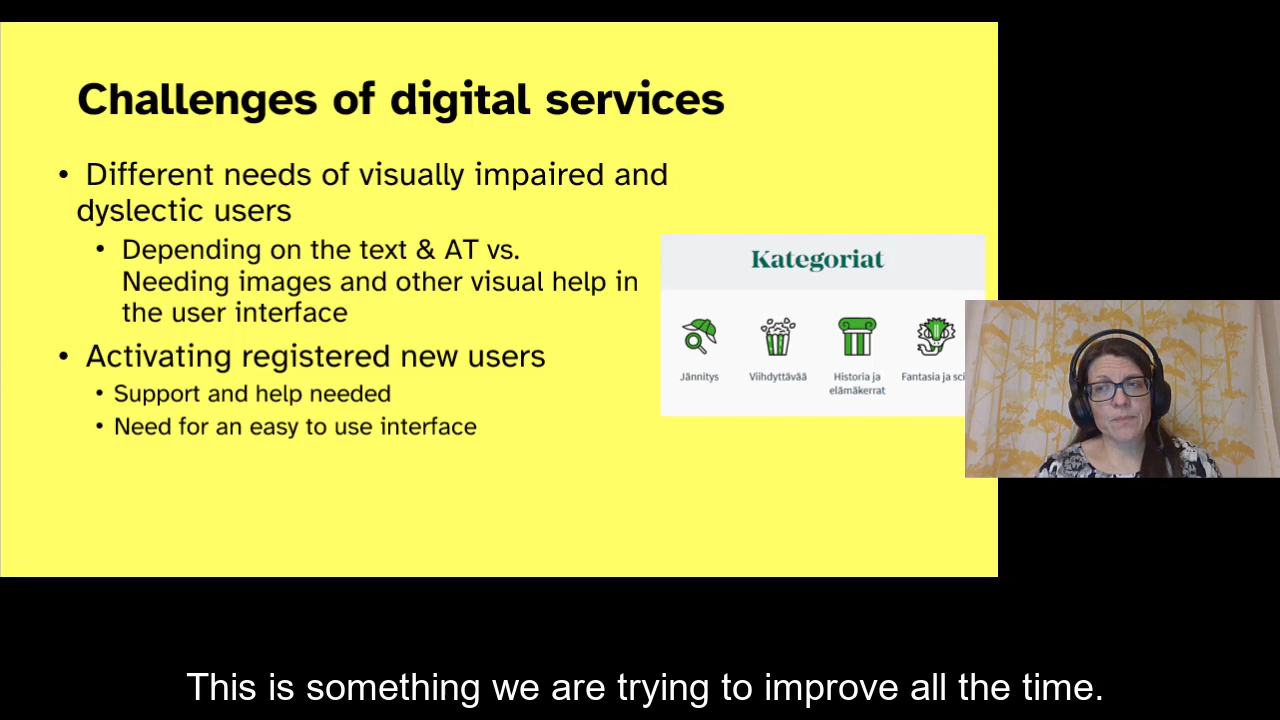 Challenges of digital services
• Different needs of visually impaired and
dyslectic users
• Depending on the text & AT vs.
Needing images and other visual help in
the user interface
• Activating registered new users
• Support and help needed
• Need for an easy to use interface
Kategoriat
Jännitys
Viihdyttävää
Historia ja
elämäkerrat
Fantasia ja sci
This is something we are trying to improve all the time.